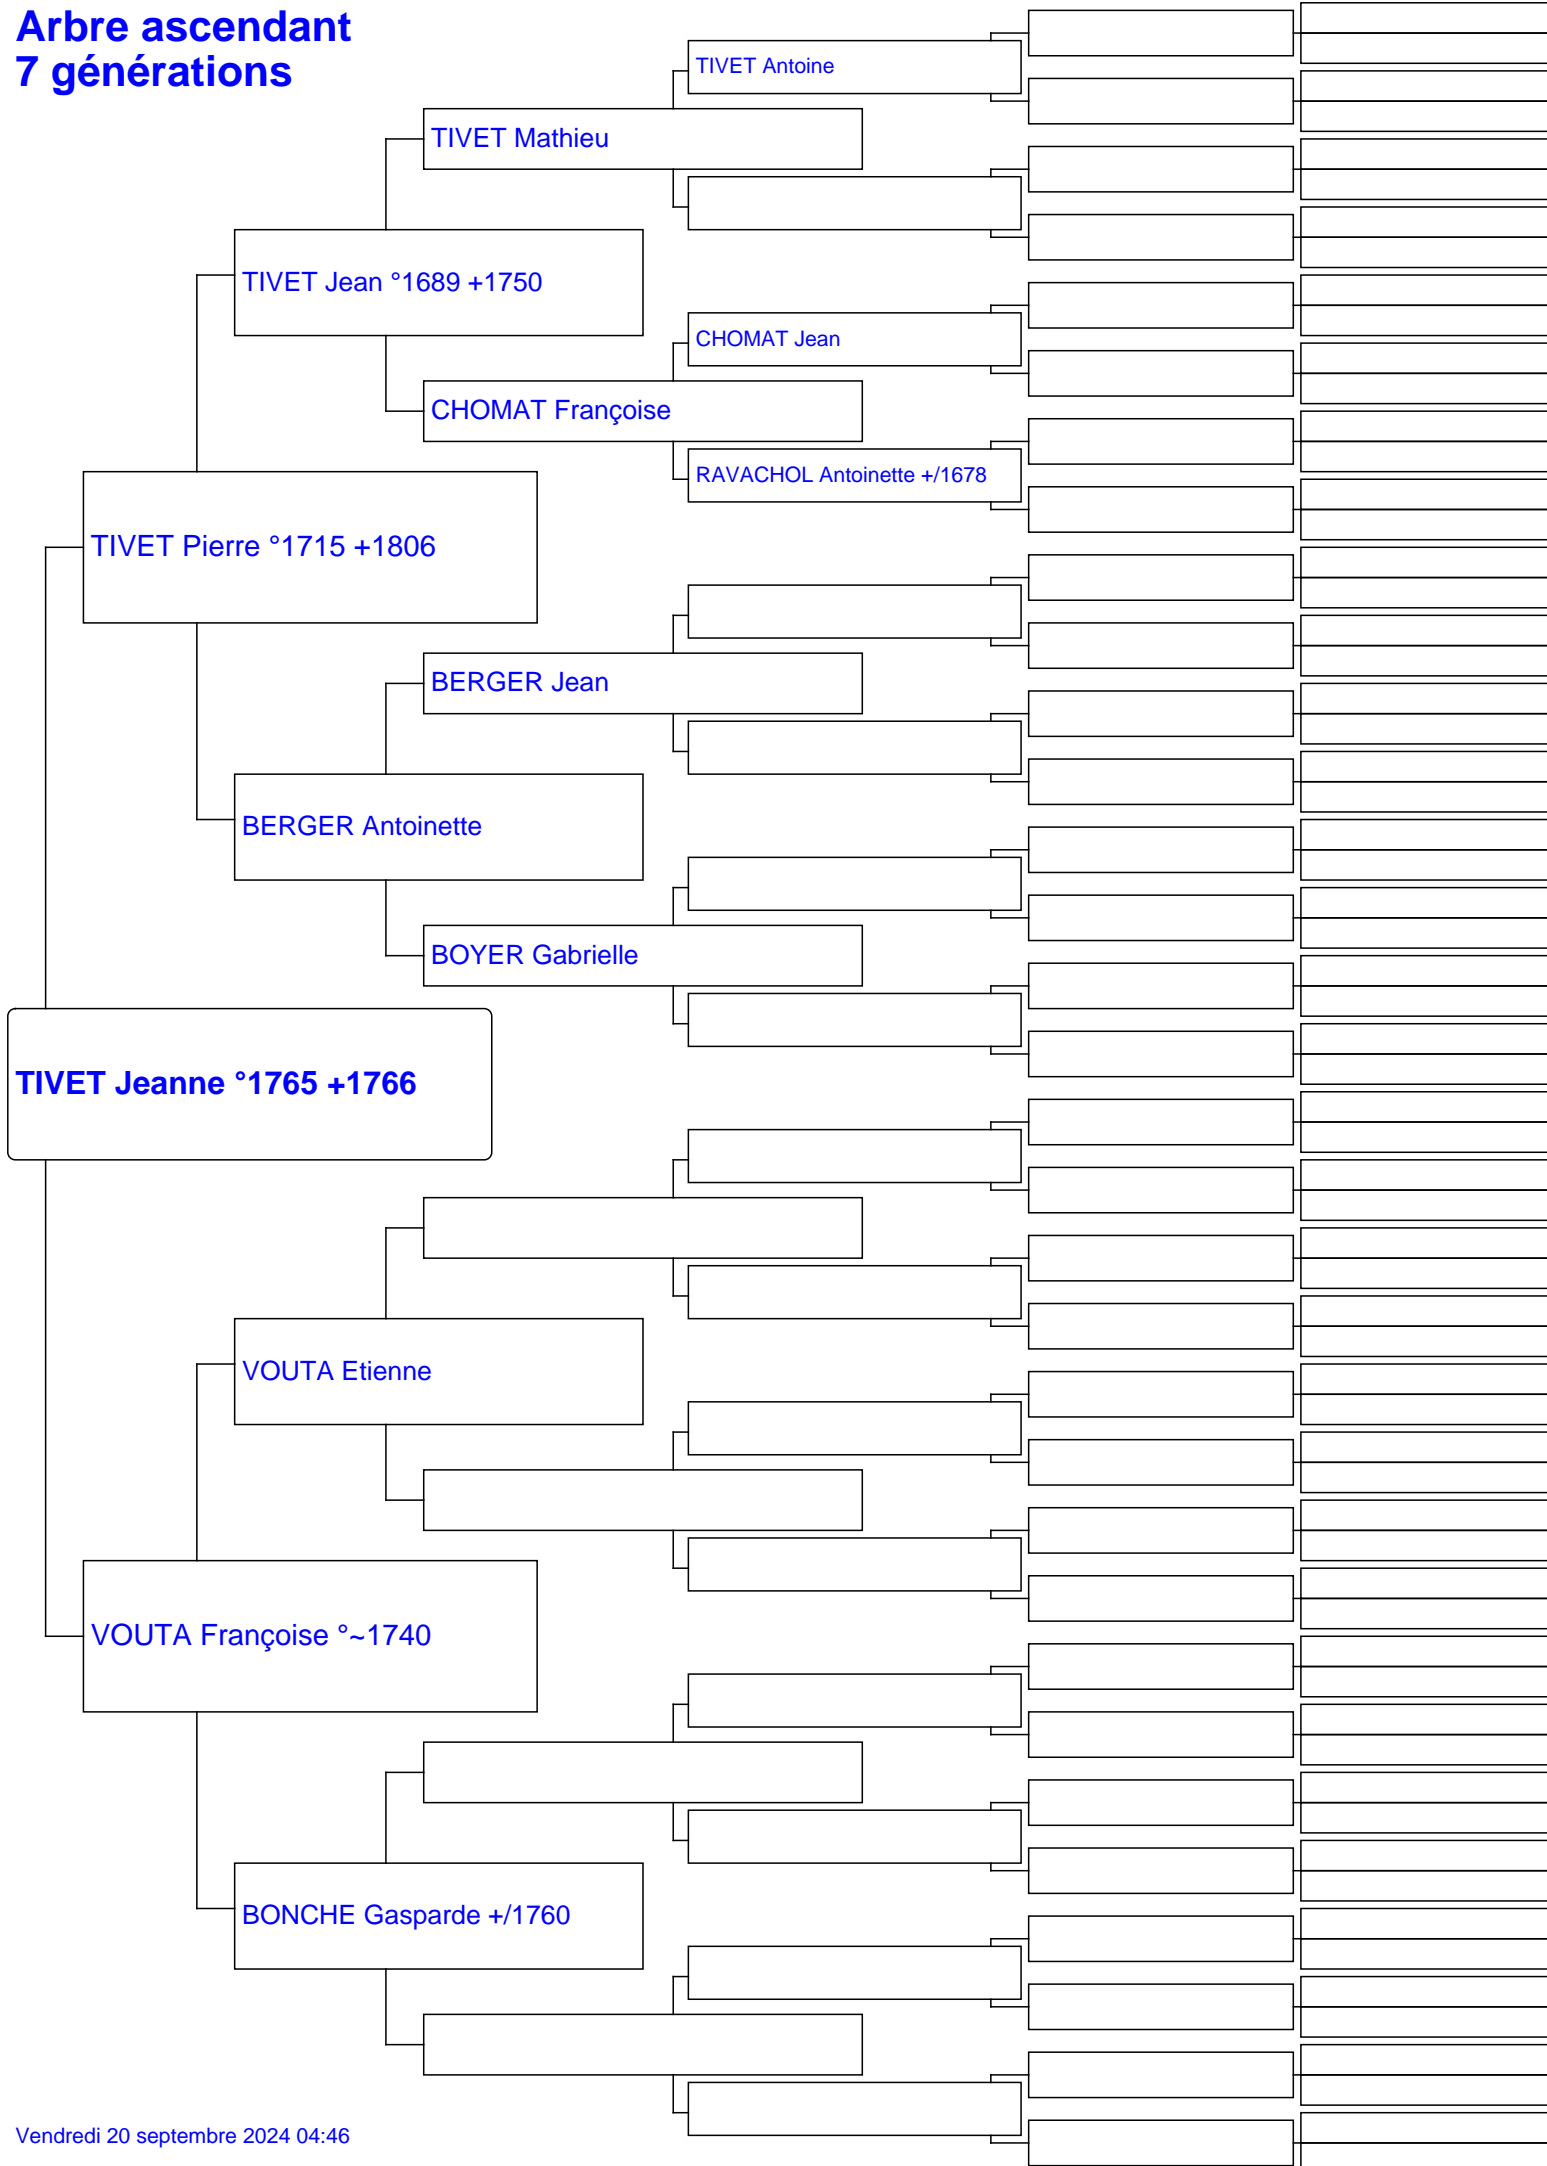 Arbre ascendant
7 générations
TIVET Antoine
TIVET Mathieu
TIVET Jean °1689 +1750
CHOMAT Jean
CHOMAT Françoise
RAVACHOL Antoinette +/1678
TIVET Pierre °1715 +1806
BERGER Jean
BERGER Antoinette
BOYER Gabrielle
TIVET Jeanne °1765 +1766
VOUTA Etienne
VOUTA Françoise °~1740
BONCHE Gasparde +/1760
Vendredi 20 septembre 2024 04:46